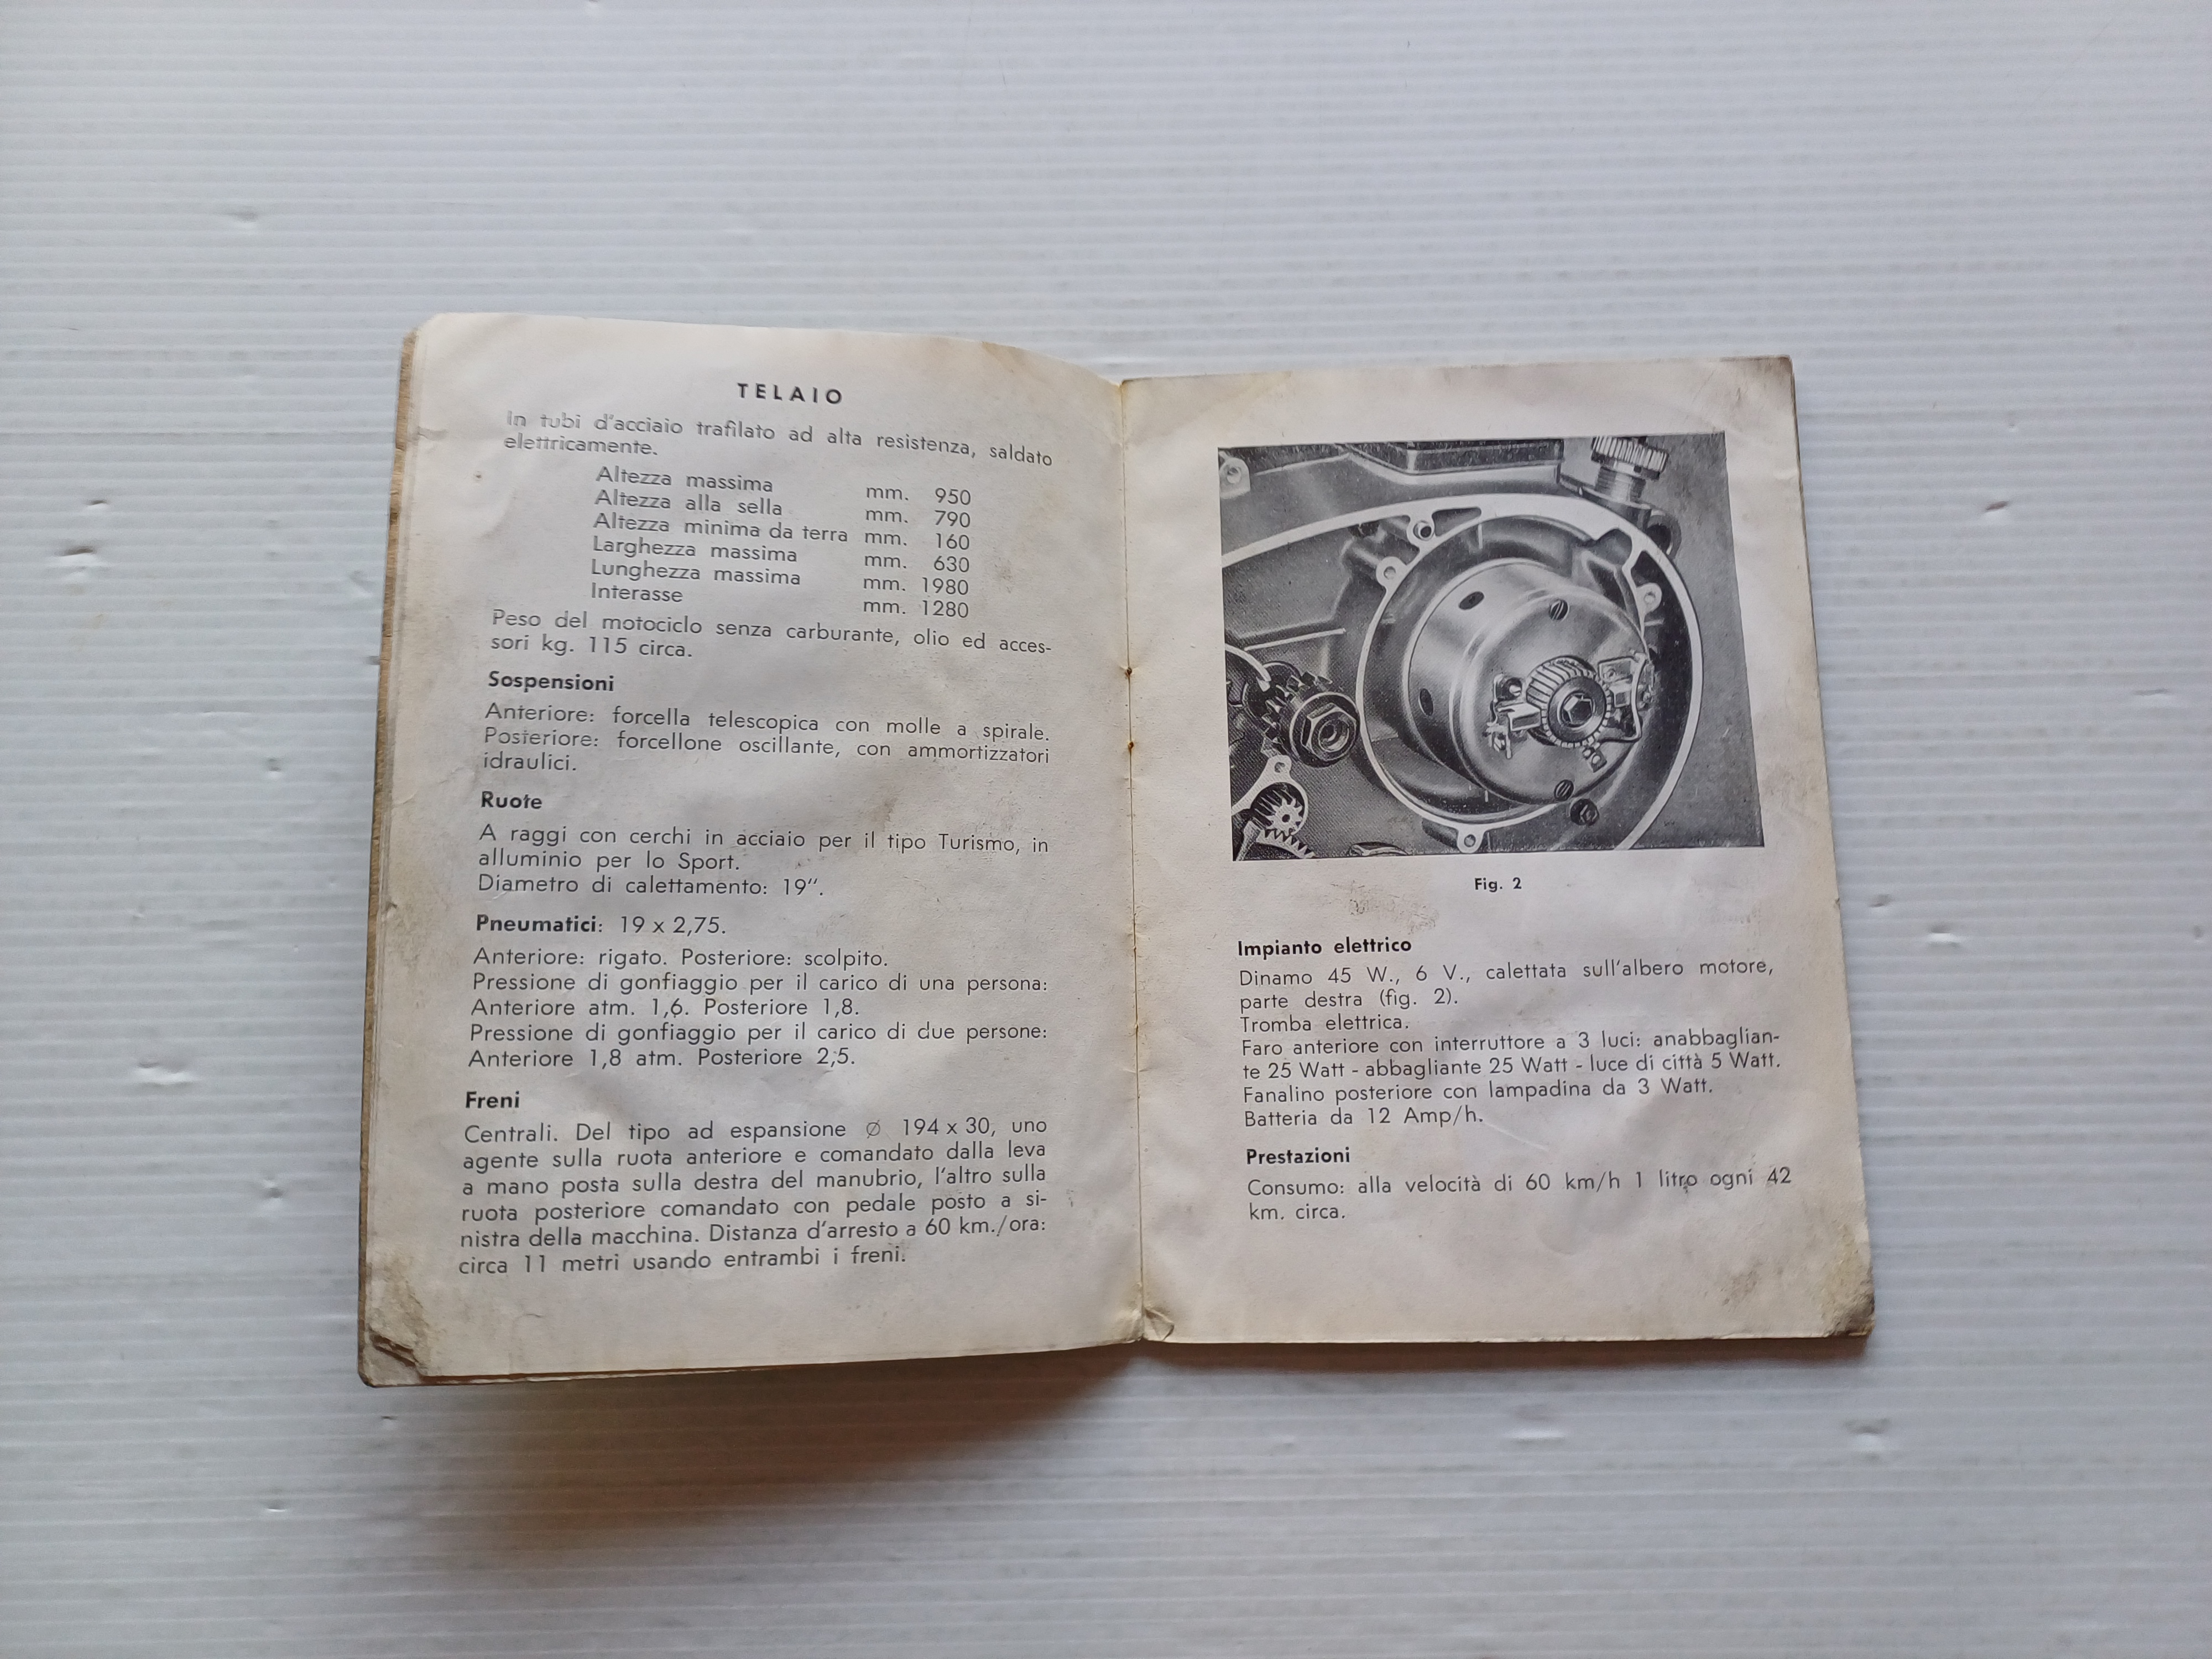 TELAIO
In tubi d'acciaio trafilato ad alta resistenza, saldato
elettricamente.
Altezza massima mm. 950
Altezza alla sella mm. 790
Altezza minima da terra mm. 160
Larghezza massima mm. 630
Lunghezza massima mm. 1980
Interasse mm. 1280
Peso del motociclo senza carburante, olio ed acces-
sori kg. 115 circa.
Sospensioni
Anteriore: forcella telescopica con molle a spirale.
Posteriore: forcellone oscillante, con ammortizzatori
idraulici.
Ruote
A raggi con cerchi in acciaio per il tipo Turismo, in
alluminio per lo Sport.
Diametro di calettamento: 19".
Pneumatici: 19 x 2,75.
Anteriore: rigato. Posteriore: scolpito.
Pressione di gonfiaggio per il carico di una persona:
Anteriore atm. 1,6. Posteriore 1,8.
Pressione di gonfiaggio per il carico di due persone:
Anteriore 1,8 atm. Posteriore 2,5.
Freni
Centrali. Del tipo ad espansione ∅ 194 x 30, uno
agente sulla ruota anteriore e comandato dalla leva
a mano posta sulla destra del manubrio, l'altro sulla
ruota posteriore comandato con pedale posto a si-
nistra della macchina. Distanza d'arresto a 60 km./ora:
circa 11 metri usando entrambi i freni.
Fig. 2
Impianto elettrico
Dinamo 45 W., 6 V., calettata sull'albero motore,
parte destra (fig. 2).
Tromba elettrica.
Faro anteriore con interruttore a 3 luci: anabbaglian-
te 25 Watt - abbagliante 25 Watt - luce di città 5 Watt.
Fanalino posteriore con lampadina da 3 Watt.
Batteria da 12 Amp/h.
Prestazioni
Consumo: alla velocità di 60 km/h 1 litro ogni 42
km. circa.